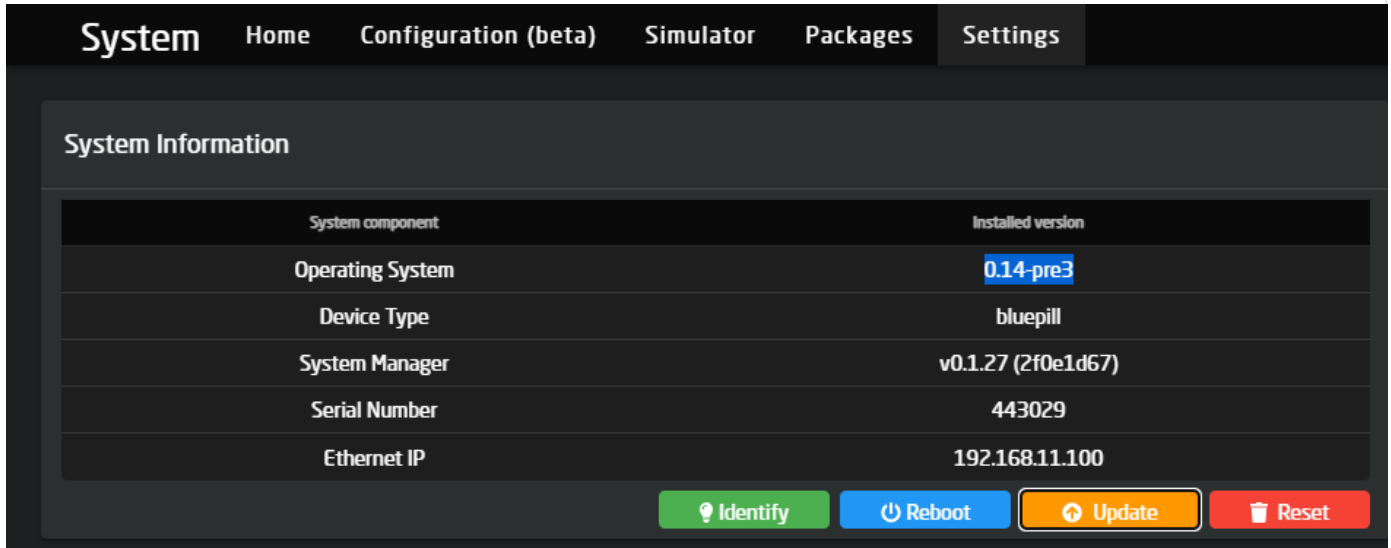 System Home Configuration (beta) Simulator Packages Settings
System Information
System component Installed version
Operating System 0.14-pre3
Device Type bluepill
System Manager v0.1.27 (2f0e1d67)
Serial Number 443029
Ethernet IP 192.168.11.100
Identify Reboot Update Reset